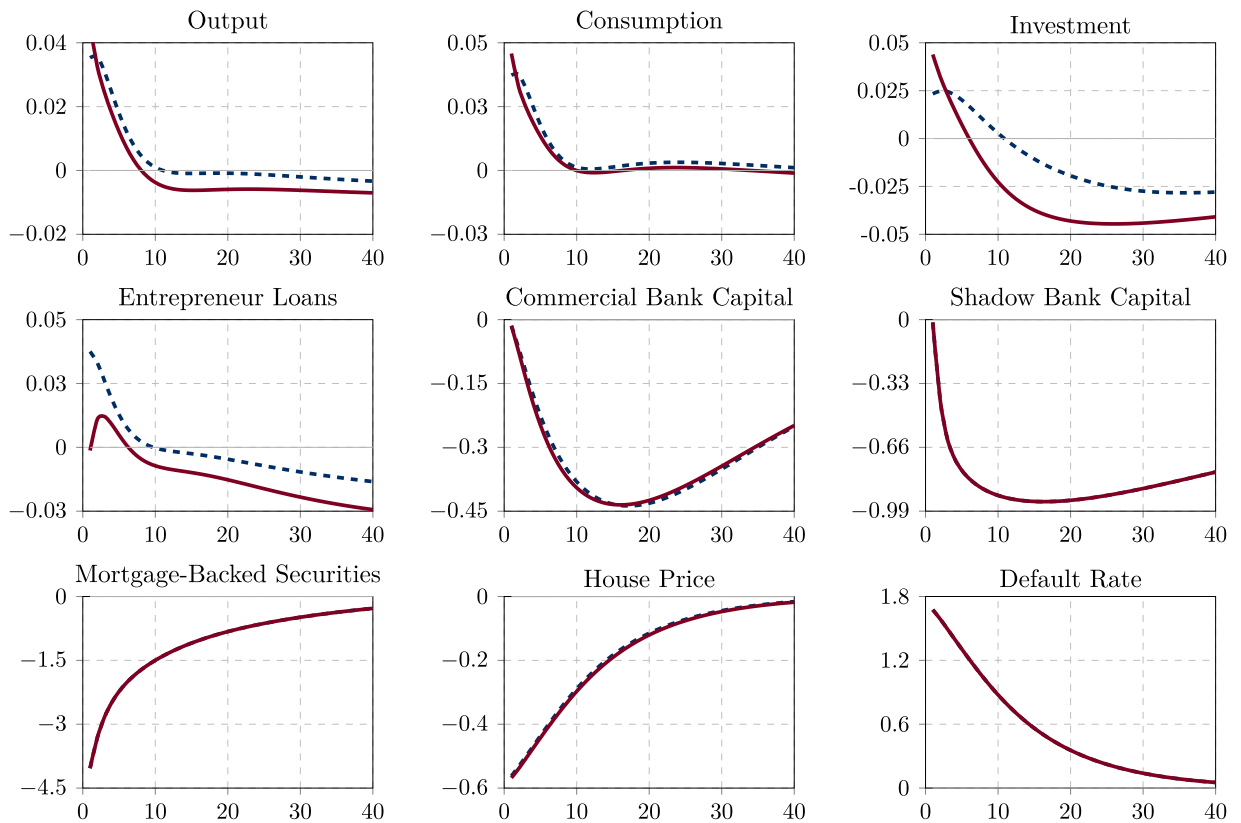 Output
0.04
0.02
0
−0.02
0 10 20 30 40
Consumption
0.05
0.03
0
−0.03
0 10 20 30 40
Investment
0.05
0.025
0
-0.025
-0.05
0 10 20 30 40
Entrepreneur Loans
0.05
0.03
0
−0.03
0 10 20 30 40
Commercial Bank Capital
0
−0.15
−0.3
−0.45
0 10 20 30 40
Shadow Bank Capital
0
−0.33
−0.66
−0.99
0 10 20 30 40
Mortgage-Backed Securities
0
−1.5
−3
−4.5
0 10 20 30 40
House Price
0
−0.2
−0.4
−0.6
0 10 20 30 40
Default Rate
1.8
1.2
0.6
0
0 10 20 30 40